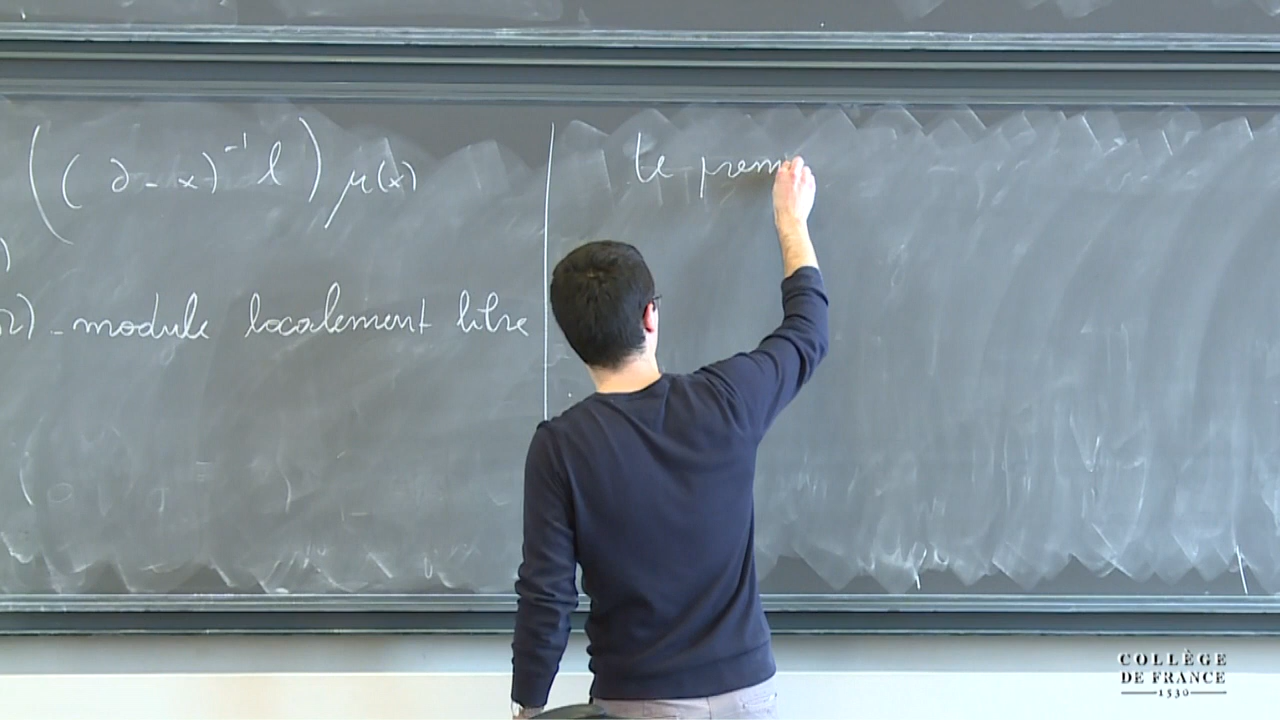 ((∂-x)⁻¹ l) μ(x)
)
)-module localement libre
le prem
COLLÈGE
DE FRANCE
1530